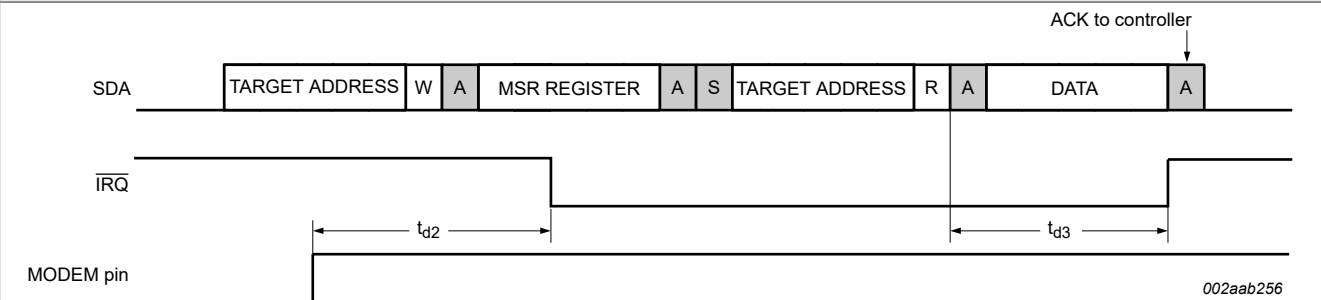 ACK to controller
SDA TARGET ADDRESS W A MSR REGISTER A S TARGET ADDRESS R A DATA A
IRQ
td2 td3
MODEM pin
002aab256